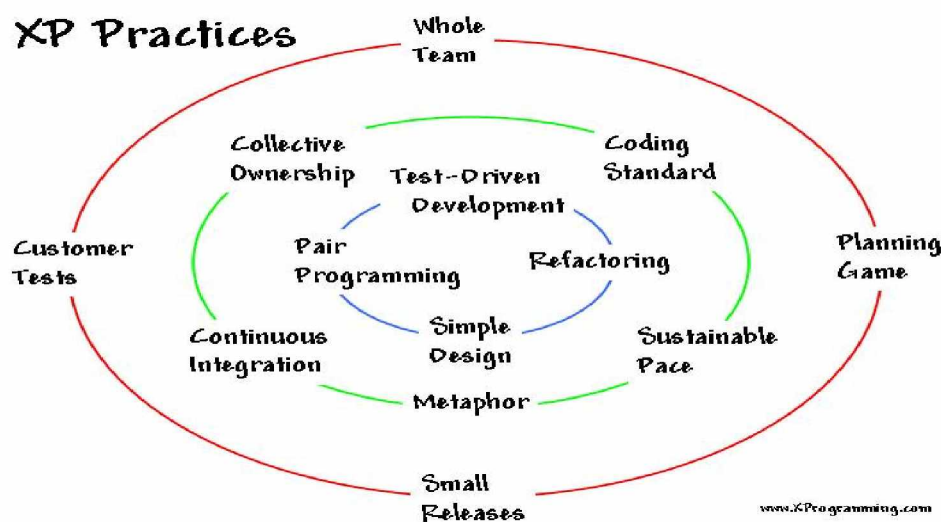 XP Practices
Whole
Team
Collective
Ownership
Coding
Standard
Test-Driven
Development
Customer
Tests
Pair
Programming
Refactoring
Planning
Game
Continuous
Integration
Simple
Design
Sustainable
Pace
Metaphor
Small
Releases
www.XProgramming.com